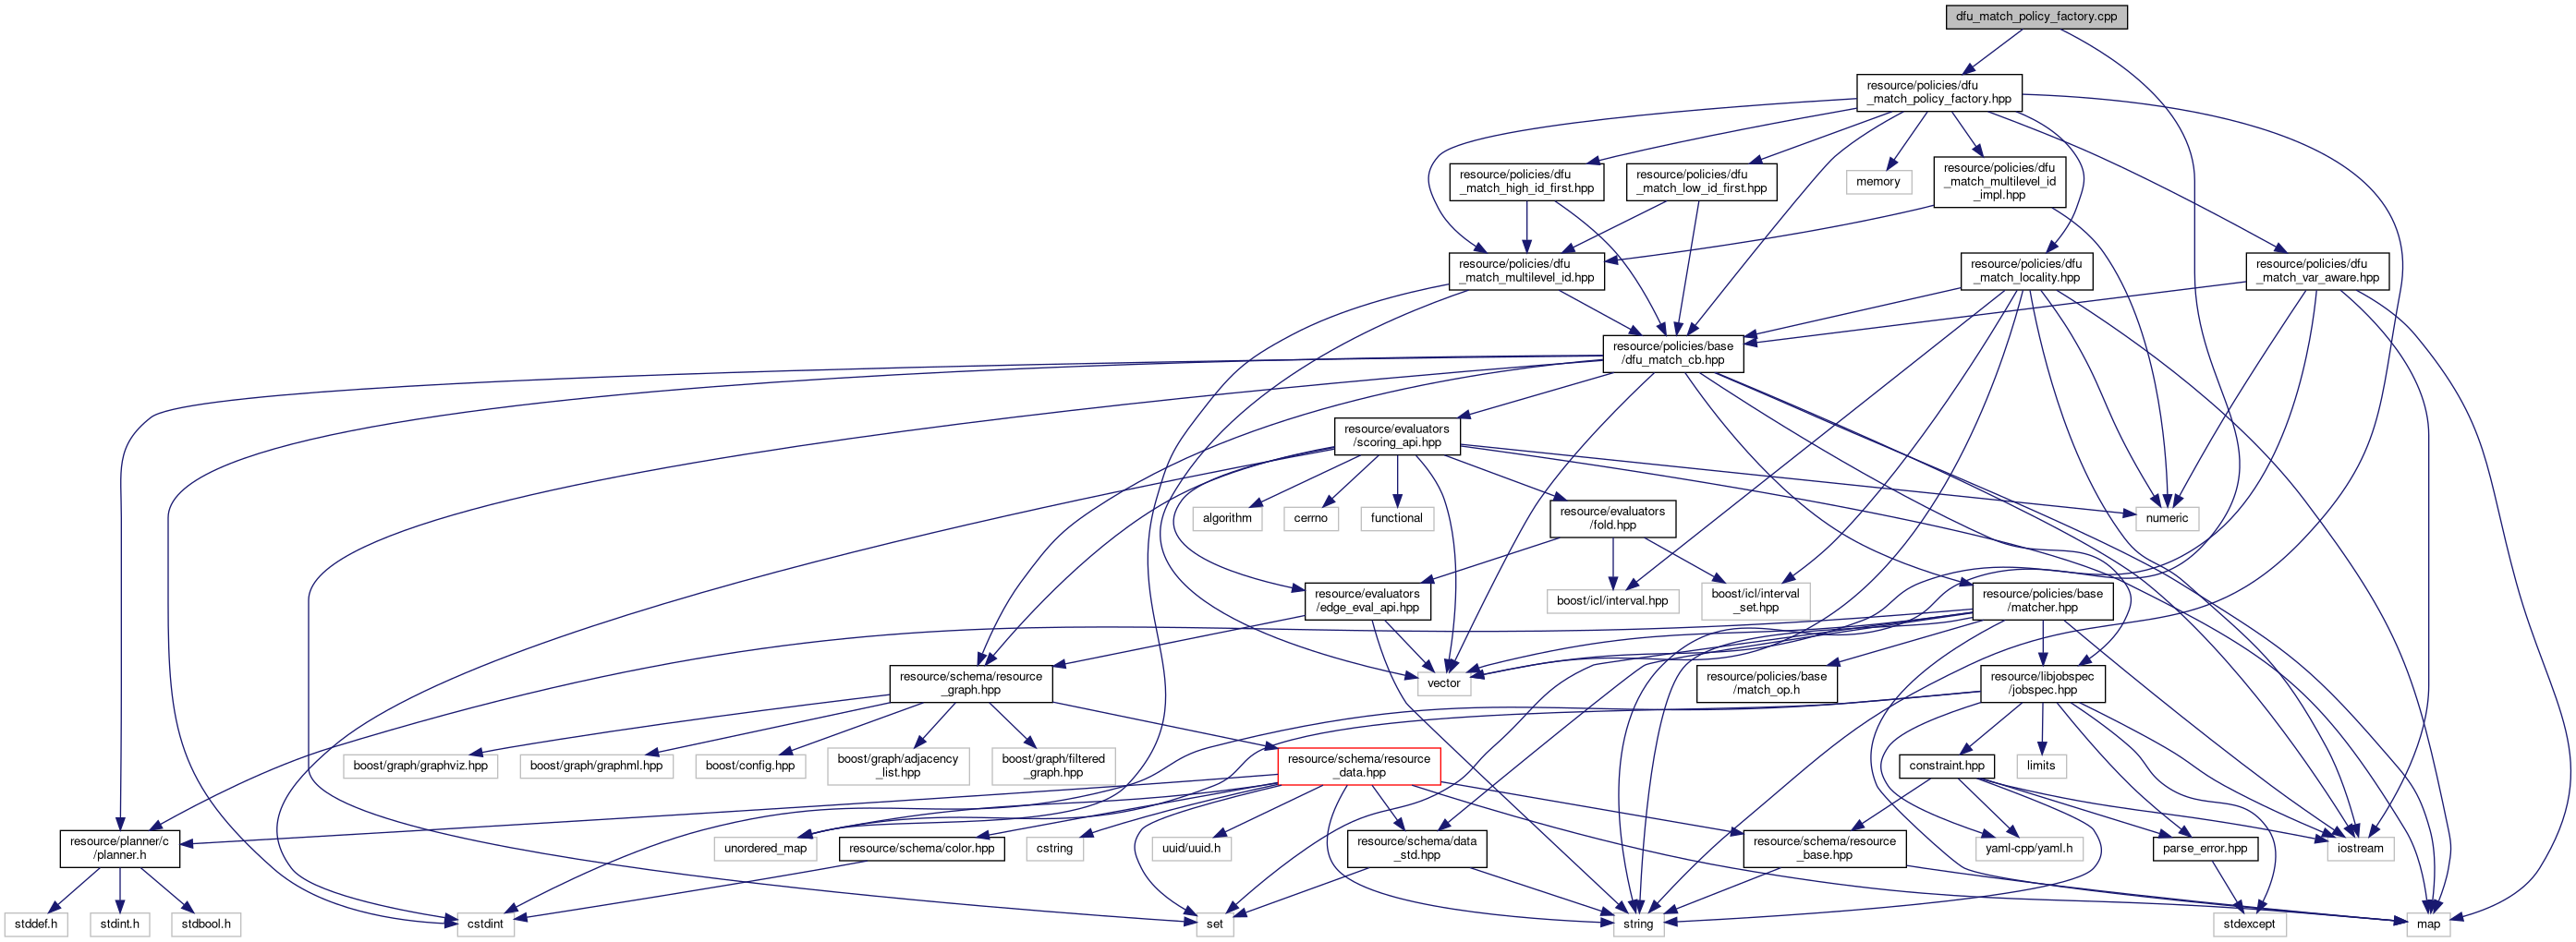 dfu_match_policy_factory.cpp
resource/policies/dfu
_match_policy_factory.hpp
resource/policies/dfu
_match_high_id_first.hpp
resource/policies/dfu
_match_low_id_first.hpp
memory
resource/policies/dfu
_match_multilevel_id
_impl.hpp
resource/policies/dfu
_match_multilevel_id.hpp
resource/policies/dfu
_match_locality.hpp
resource/policies/dfu
_match_var_aware.hpp
resource/policies/base
/dfu_match_cb.hpp
resource/evaluators
/scoring_api.hpp
algorithm
cerrno
functional
resource/evaluators
/fold.hpp
numeric
resource/evaluators
/edge_eval_api.hpp
boost/icl/interval.hpp
boost/icl/interval
_set.hpp
resource/policies/base
/matcher.hpp
resource/schema/resource
_graph.hpp
vector
resource/policies/base
/match_op.h
resource/libjobspec
/jobspec.hpp
boost/graph/graphviz.hpp
boost/graph/graphml.hpp
boost/config.hpp
boost/graph/adjacency
_list.hpp
boost/graph/filtered
_graph.hpp
resource/schema/resource
_data.hpp
constraint.hpp
limits
resource/planner/c
/planner.h
unordered_map
resource/schema/color.hpp
cstring
uuid/uuid.h
resource/schema/data
_std.hpp
resource/schema/resource
_base.hpp
yaml-cpp/yaml.h
parse_error.hpp
iostream
stddef.h
stdint.h
stdbool.h
cstdint
set
string
stdexcept
map